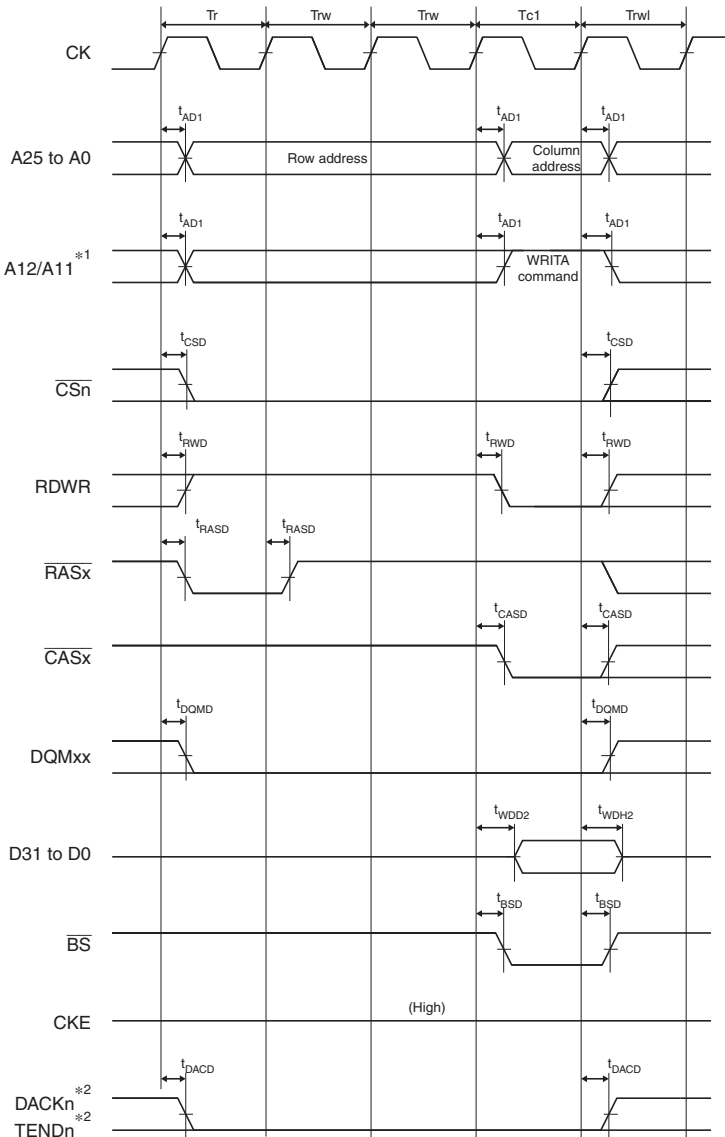 Tr Trw Trw Tc1 Trwl
CK
tAD1 tAD1 tAD1
A25 to A0 Row address Column address
tAD1 tAD1 tAD1
A12/A11*1 WRITA command
tCSD tCSD
CSn
tRWD tRWD tRWD
RDWR
tRASD tRASD
RASx
tCASD tCASD
CASx
tDQMD tDQMD
DQMxx
tWDD2 tWDH2
D31 to D0
tBSD tBSD
BS
(High)
CKE
tDACD tDACD
DACKn*2
TENDn*2